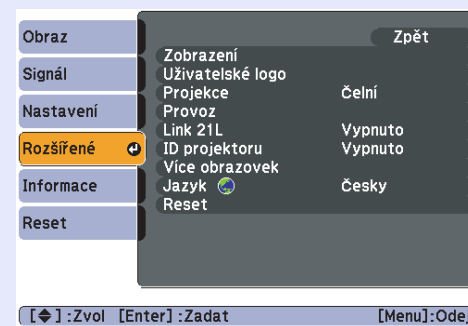 Obraz
Signál
Nastavení
Rozšířené
Informace
Reset
Zpět
Zobrazení
Uživatelské logo
Projekce Čelní
Provoz
Link 21L Vypnuto
ID projektoru Vypnuto
Více obrazovek
Jazyk Česky
Reset
[◆] :Zvol [Enter] :Zadat [Menu]:Odej